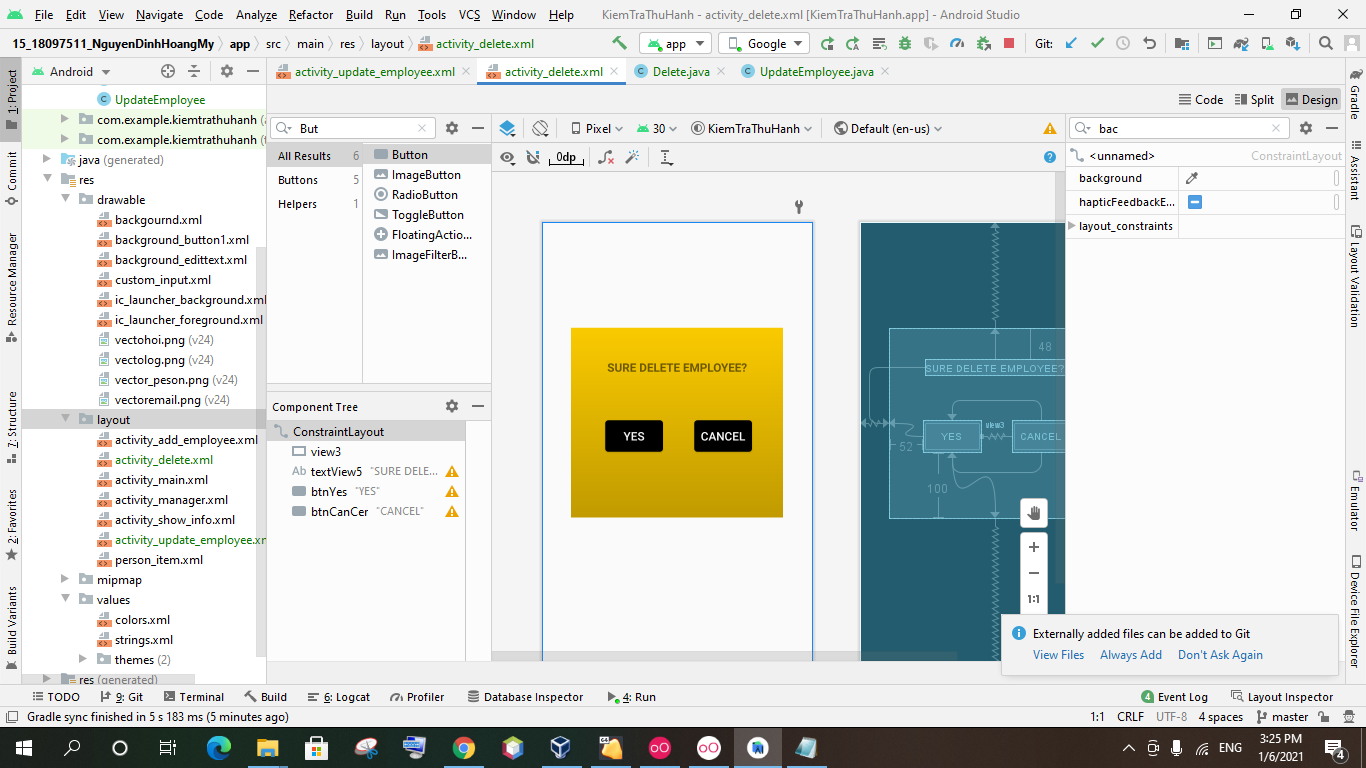 File Edit View Navigate Code Analyze Refactor Build Run Tools VCS Window Help KiemTraThuHanh - activity_delete.xml [KiemTraThuHanh.app] - Android Studio
15_18097511_NguyenDinhHoangMy app src main res layout activity_delete.xml app Google Git:
Android
activity_update_employee.xml activity_delete.xml Delete.java UpdateEmployee.java
Code Split Design
1: Project
Commit
Resource Manager
7: Structure
2: Favorites
Build Variants
UpdateEmployee
com.example.kiemtrathuhanh
com.example.kiemtrathuhanh
java (generated)
res
drawable
backgournd.xml
background_button1.xml
background_edittext.xml
custom_input.xml
ic_launcher_background.xml
ic_launcher_foreground.xml
vectohoi.png (v24)
vectolog.png (v24)
vector_peson.png (v24)
vectoremail.png (v24)
layout
activity_add_employee.xml
activity_delete.xml
activity_main.xml
activity_manager.xml
activity_show_info.xml
activity_update_employee.xm
person_item.xml
mipmap
values
colors.xml
strings.xml
themes (2)
res (generated)
But
All Results 6
Buttons 5
Helpers 1
Button
ImageButton
RadioButton
ToggleButton
FloatingActio...
ImageFilterB...
Component Tree
ConstraintLayout
view3
Ab textView5 "SURE DELE...
btnYes "YES"
btnCanCer "CANCEL"
Pixel 30 KiemTraThuHanh Default (en-us)
0dp
SURE DELETE EMPLOYEE?
YES CANCEL
48
SURE DELETE EMPLOYEE?
view3
YES CANCEL
52
100
1:1
bac
<unnamed> ConstraintLayout
background
hapticFeedbackE...
layout_constraints
Gradle
Assistant
Layout Validation
Emulator
Device File Explorer
Externally added files can be added to Git
View Files Always Add Don't Ask Again
TODO 9: Git Terminal Build 6: Logcat Profiler Database Inspector 4: Run 4 Event Log Layout Inspector
Gradle sync finished in 5 s 183 ms (5 minutes ago) 1:1 CRLF UTF-8 4 spaces master
ENG
3:25 PM
1/6/2021
4